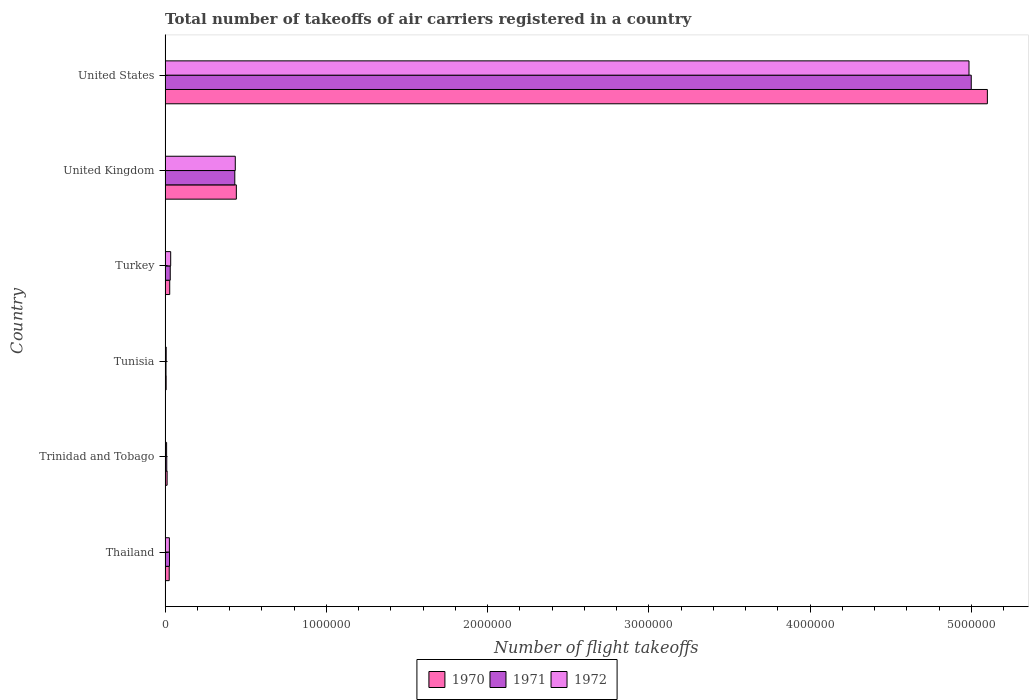 Total number of takeoffs of air carriers registered in a country
United States
United Kingdom
Turkey
Tunisia
Trinidad and Tobago
Thailand
Country
0
1000000
2000000
3000000
4000000
5000000
Number of flight takeoffs
1970
1971
1972